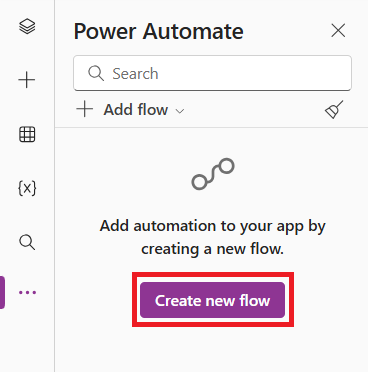 Power Automate
Search
Add flow
{x}
Add automation to your app by
creating a new flow.
Create new flow